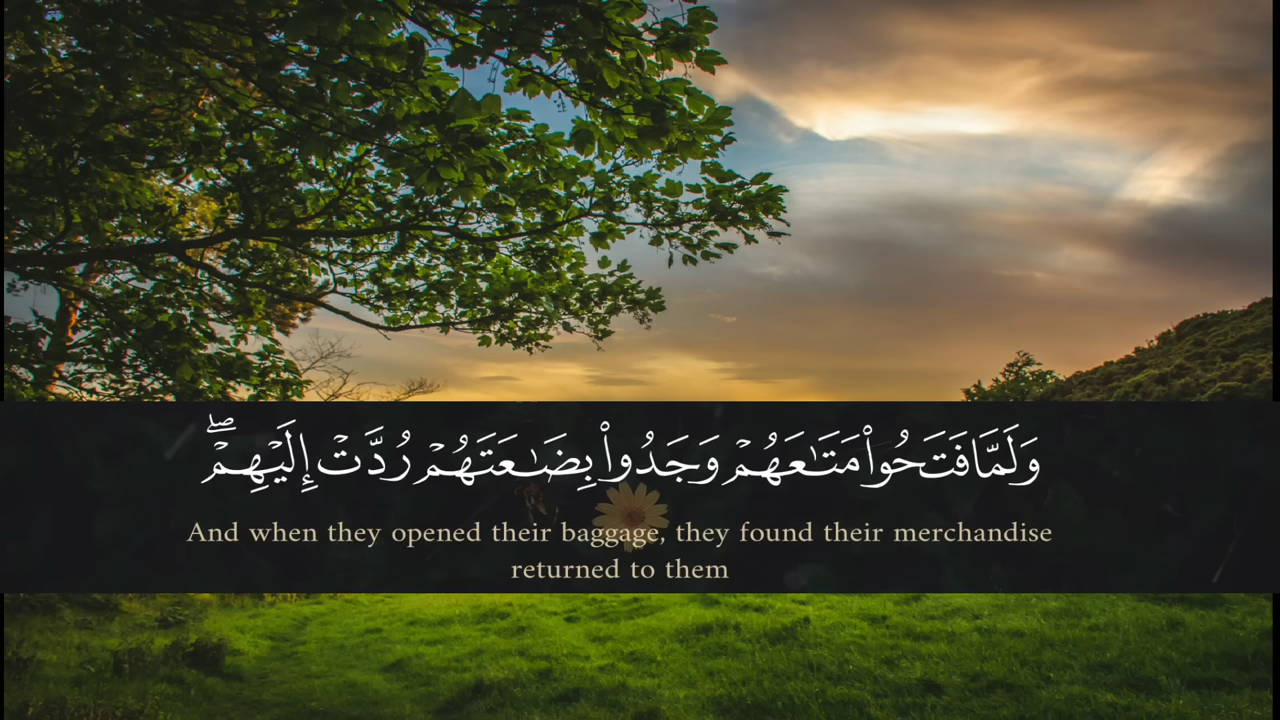 وَلَمَّا فَتَحُوا۟ مَتَـٰعَهُمْ وَجَدُوا۟ بِضَـٰعَتَهُمْ رُدَّتْ إِلَيْهِمْ ۖ
And when they opened their baggage, they found their merchandise
returned to them